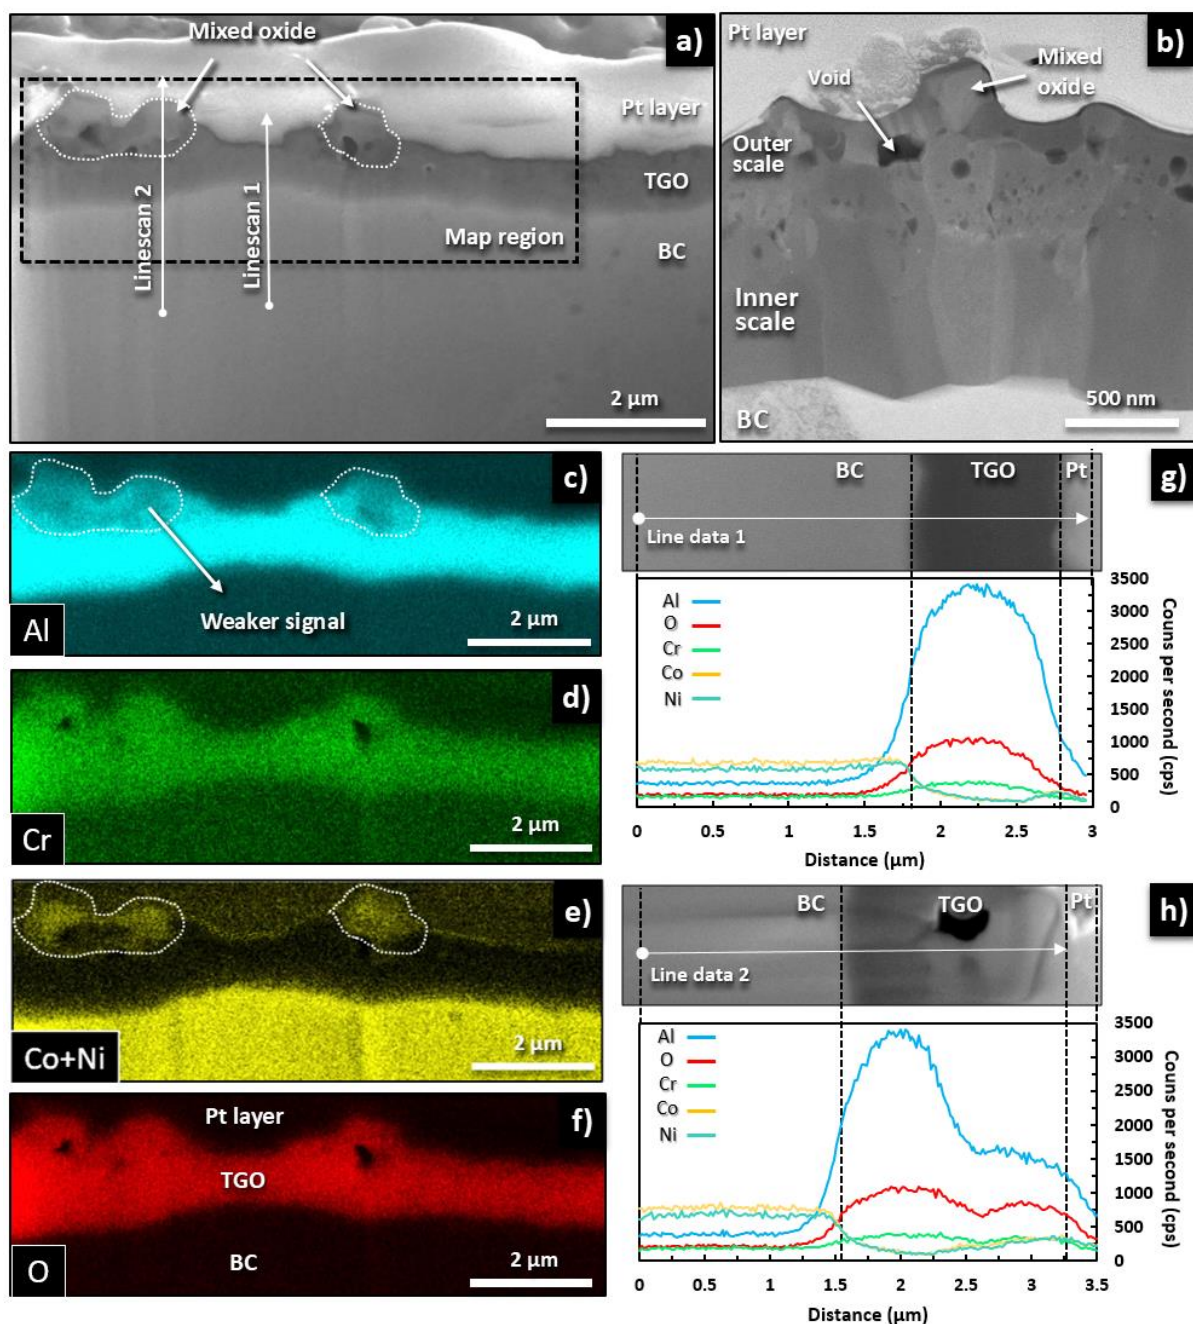 Mixed oxide
a)
Pt layer
TGO
BC
Linescan 2
Linescan 1
Map region
2 µm
Pt layer
b)
Void
Mixed
oxide
Outer
scale
Inner
scale
BC
500 nm
c)
Weaker signal
Al
2 µm
d)
Cr
2 µm
e)
Co+Ni
2 µm
Pt layer
f)
TGO
BC
O
2 µm
BC
TGO
Pt
g)
Line data 1
Al
O
Cr
Co
Ni
3500
3000
2500
2000
1500
1000
500
0
Couns per second (cps)
0 0.5 1 1.5 2 2.5 3
Distance (µm)
BC
TGO
Pt
h)
Line data 2
Al
O
Cr
Co
Ni
3500
3000
2500
2000
1500
1000
500
0
Couns per second (cps)
0 0.5 1 1.5 2 2.5 3 3.5
Distance (µm)